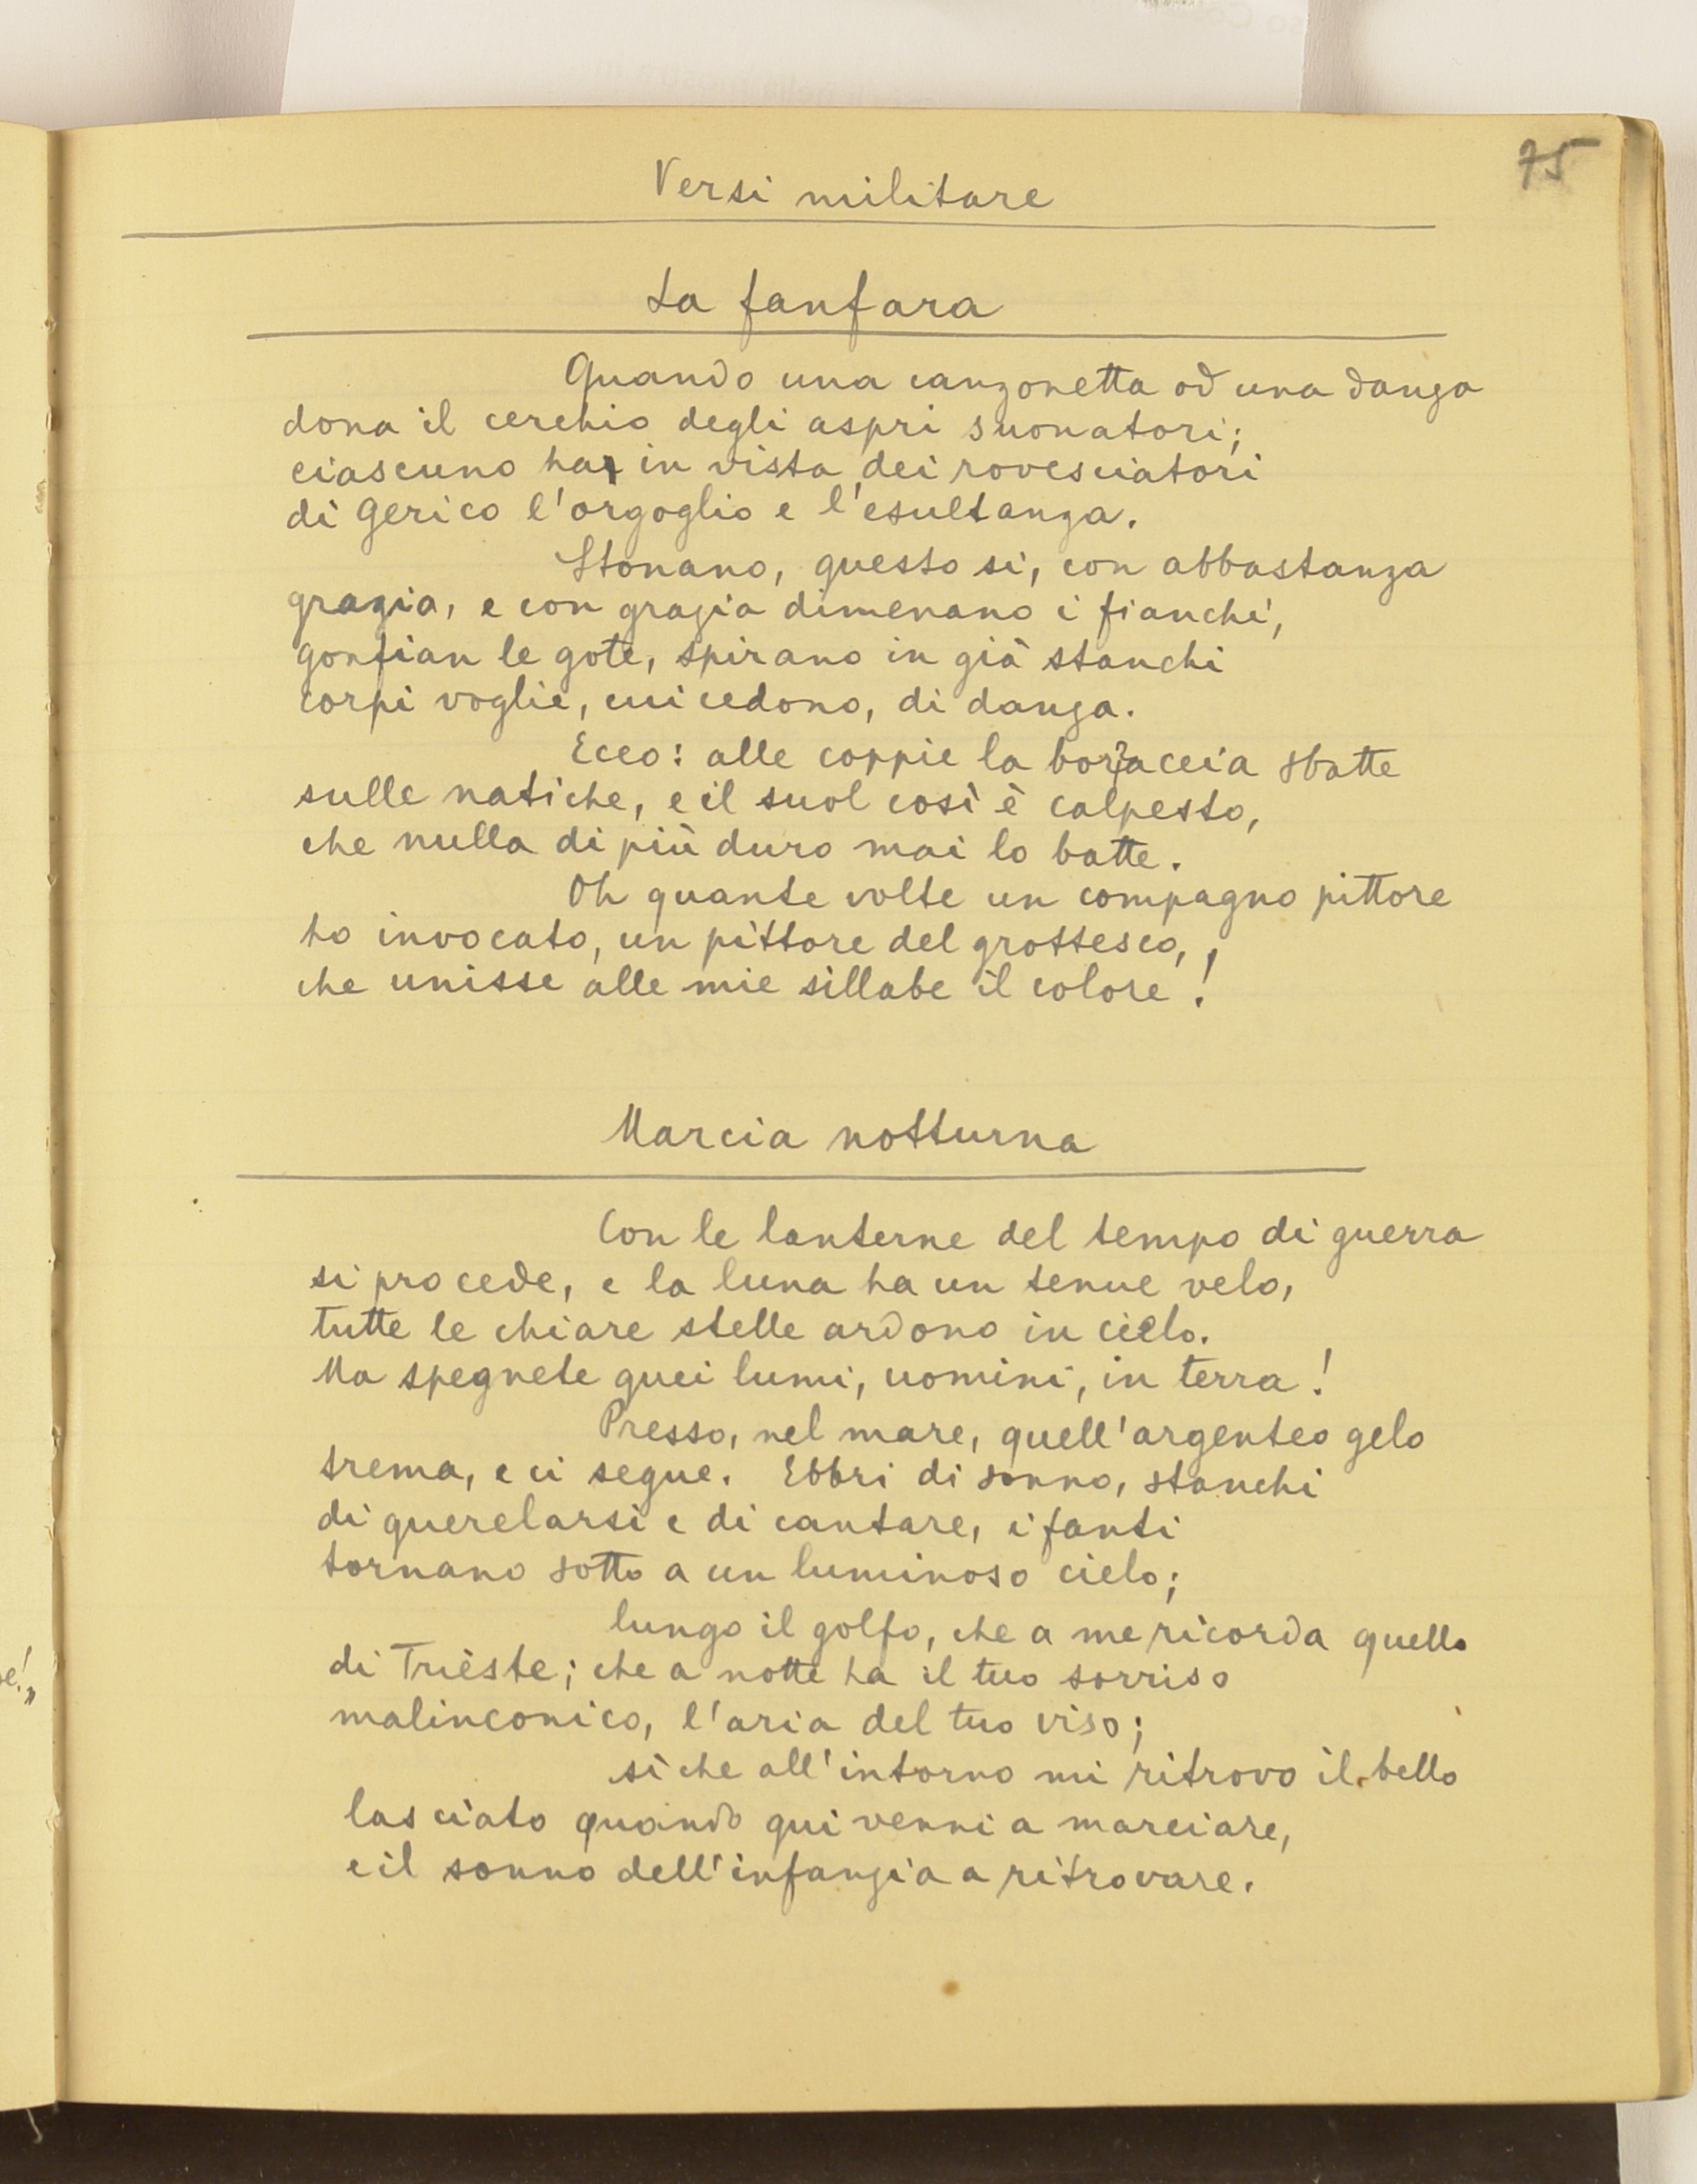 75
Versi militare
La fanfara
Quando una canzonetta od una danza
dona il cerchio degli aspri suonatori;
ciascuno ha, in vista, dei rovesciatori
di Gerico l'orgoglio e l'esultanza.
Stonano, questo si, con abbastanza
grazia, e con grazia dimenano i fianchi,
gonfian le gote, spirano in già stanchi
corpi voglie, cui cedono, di danza.
Ecco: alle coppie la borraccia sbatte
sulle natiche, e il suol così è calpesto,
che nulla di più duro mai lo batte.
Oh quante volte un compagno pittore
ho invocato, un pittore del grottesco,
che unisse alle mie sillabe il colore!
Marcia notturna
Con le lanterne del tempo di guerra
si procede, e la luna ha un tenue velo,
tutte le chiare stelle ardono in cielo.
Ma spegnete quei lumi, uomini, in terra!
Presso, nel mare, quell'argenteo gelo
trema, e ci segue. Ebbri di sonno, stanchi
di querelarsi e di cantare, i fanti
tornano sotto a un luminoso cielo;
lungo il golfo, che a me ricorda quello
di Trièste; che a notte ha il tuo sorriso
malinconico, l'aria del tuo viso;
sì che all'intorno mi ritrovo il bello
lasciato quando qui venni a marciare,
e il sonno dell'infanzia a ritrovare.